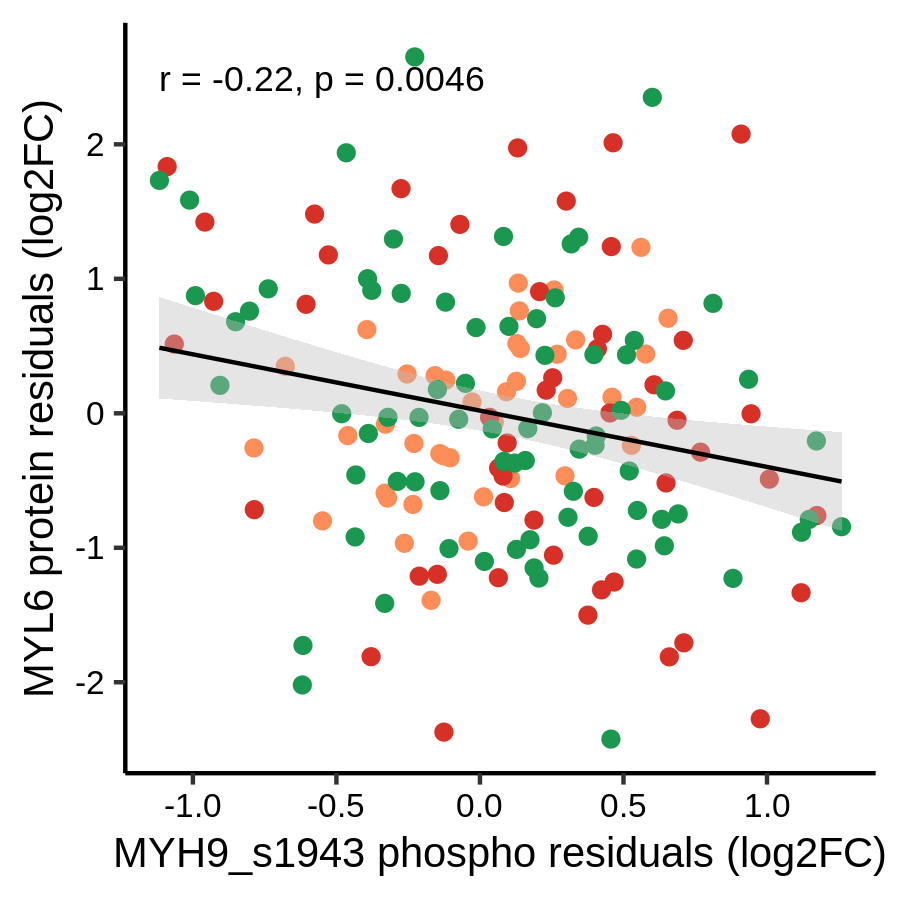 r = -0.22, p = 0.0046
MYL6 protein residuals (log2FC)
2
1
0
-1
-2
-1.0 -0.5 0.0 0.5 1.0
MYH9_s1943 phospho residuals (log2FC)